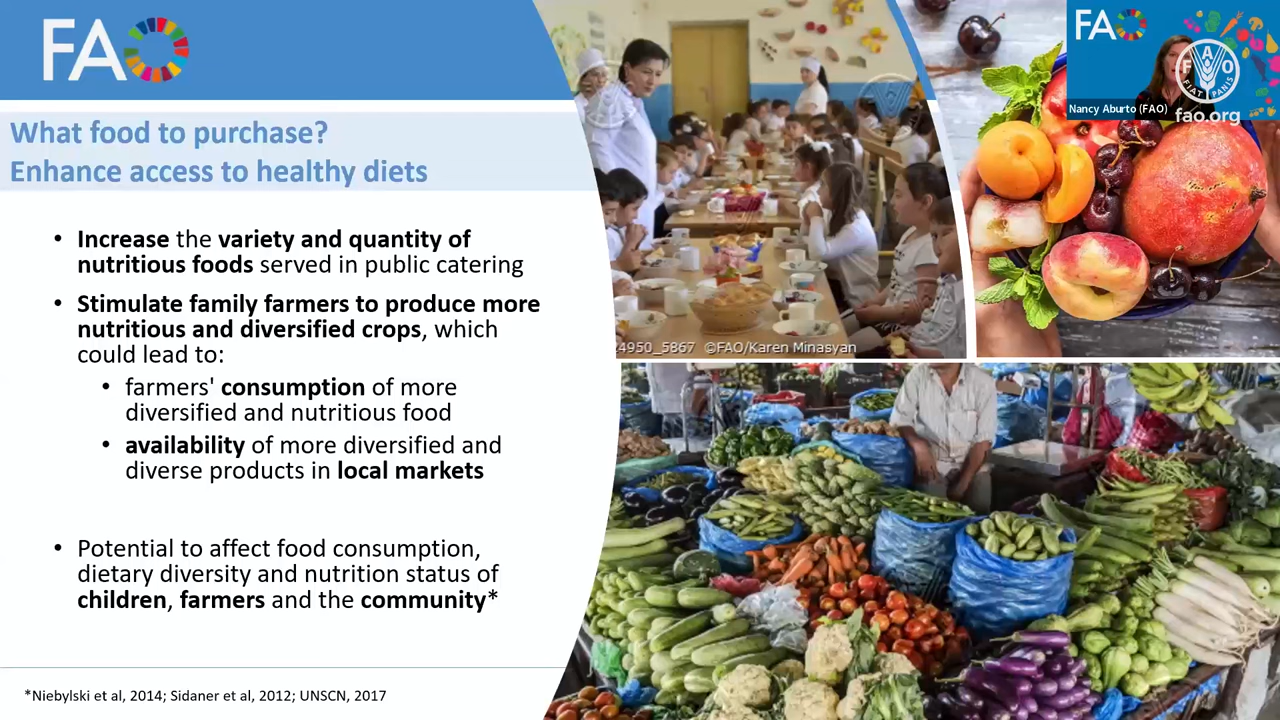 FAO
What food to purchase?
Enhance access to healthy diets
• Increase the variety and quantity of
nutritious foods served in public catering
• Stimulate family farmers to produce more
nutritious and diversified crops, which
could lead to:
• farmers' consumption of more
diversified and nutritious food
• availability of more diversified and
diverse products in local markets
• Potential to affect food consumption,
dietary diversity and nutrition status of
children, farmers and the community*
*Niebylski et al, 2014; Sidaner et al, 2012; UNSCN, 2017
24950_5867 ©FAO/Karen Minasyan
FAO
Nancy Aburto (FAO)
F A O
FIAT PANIS
fao.org